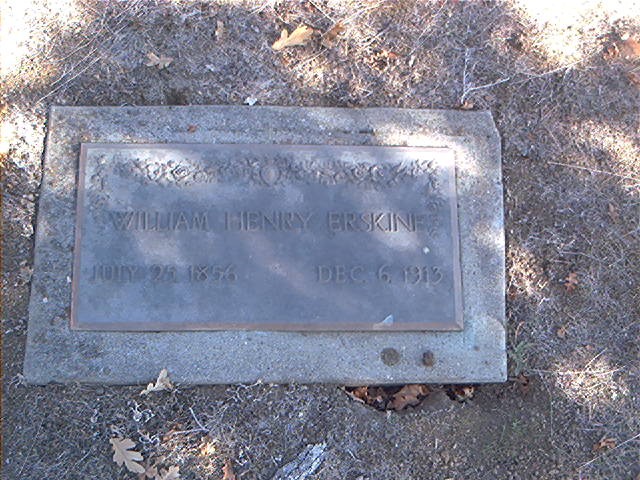 WILLIAM HENRY ERSKINE
JULY 25, 1856 DEC. 6, 1913